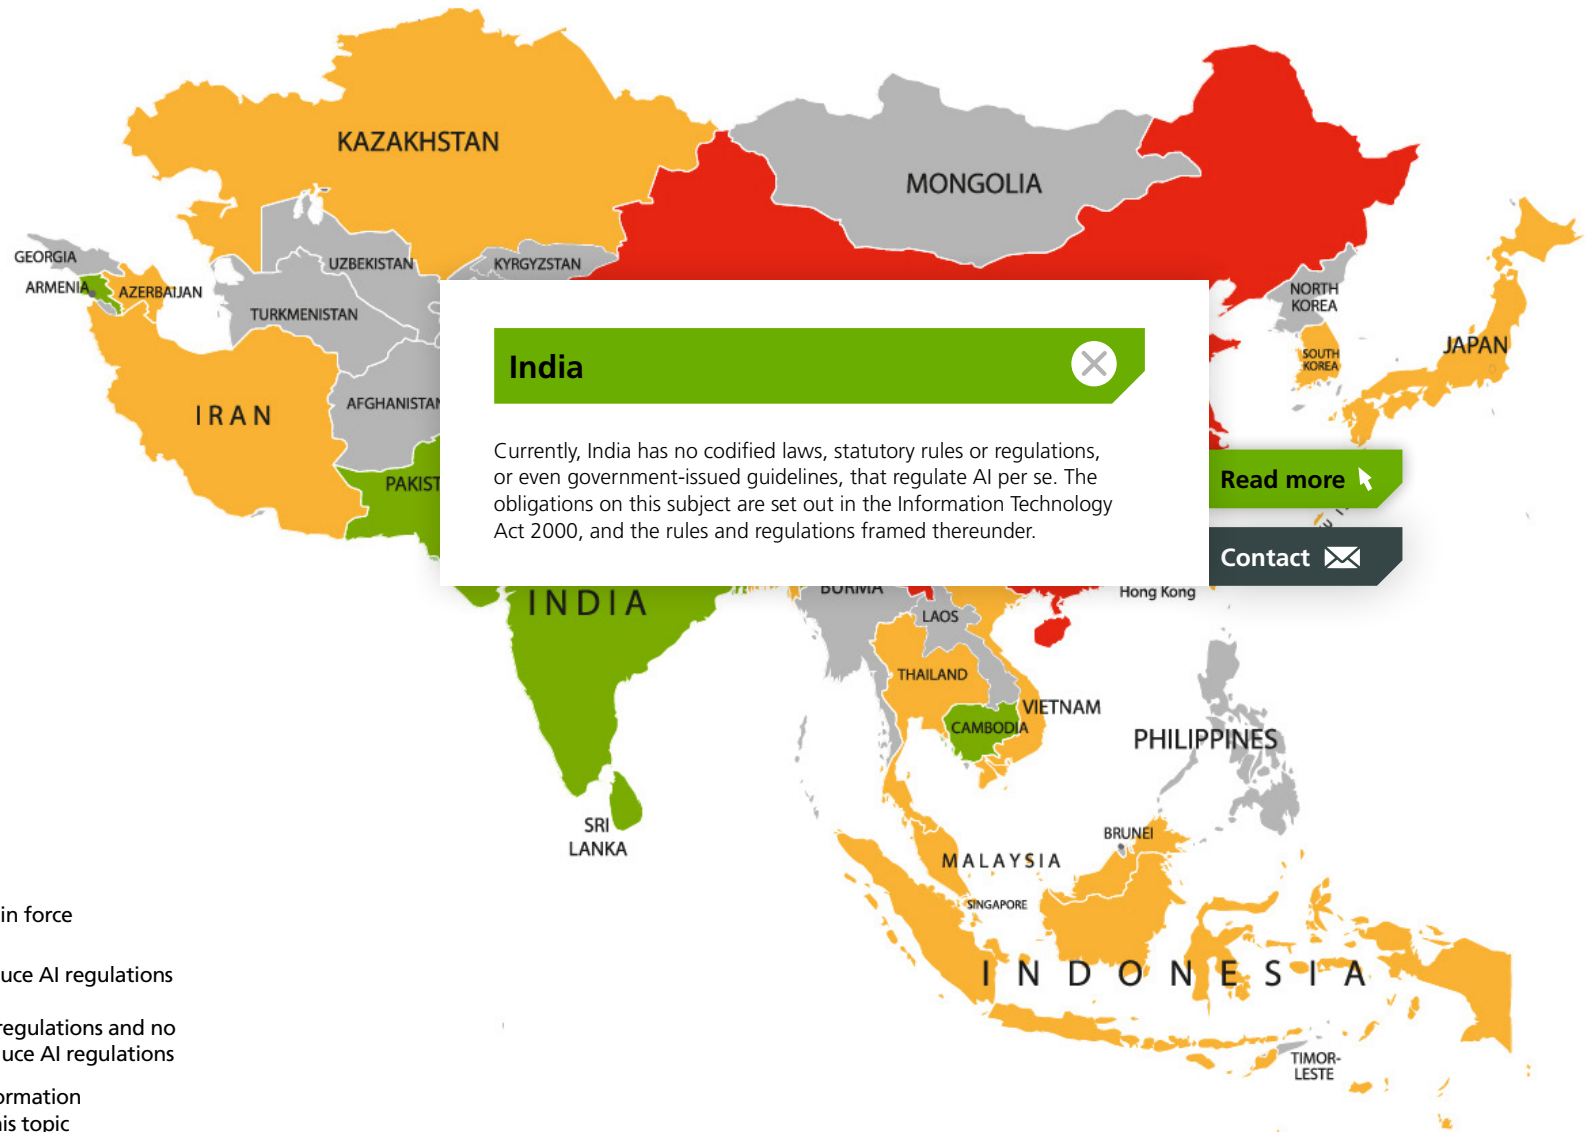 KAZAKHSTAN
MONGOLIA
GEORGIA
UZBEKISTAN
KYRGYZSTAN
ARMENIA
AZERBAIJAN
TURKMENISTAN
NORTH
KOREA
SOUTH
KOREA
JAPAN
IRAN
AFGHANISTAN
PAKIST
India
Currently, India has no codified laws, statutory rules or regulations,
or even government-issued guidelines, that regulate AI per se. The
obligations on this subject are set out in the Information Technology
Act 2000, and the rules and regulations framed thereunder.
Read more
Contact
INDIA
BURMA
Hong Kong
LAOS
THAILAND
VIETNAM
CAMBODIA
PHILIPPINES
SRI
LANKA
BRUNEI
MALAYSIA
SINGAPORE
INDONESIA
TIMOR-
LESTE
in force
uce AI regulations
regulations and no
uce AI regulations
ormation
is topic